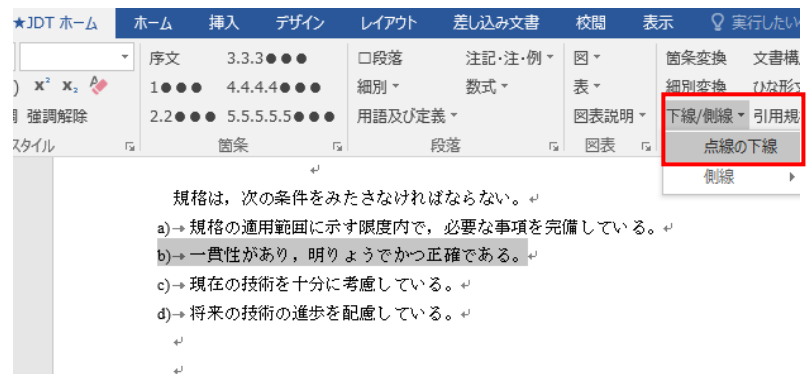 ★JDT ホーム ホーム 挿入 デザイン レイアウト 差し込み文書 校閲 表示 実行したい
序文 3.3.3●●● 口段落 注記・注・例 図 箇条変換 文書構
x² x₂ 1●●● 4.4.4.4●●● 細別 数式 表 細別変換 ひな形
強調解除 2.2●●● 5.5.5.5.5●●● 用語及び定義 図表説明 下線/側線 引用規
スタイル 箇条 段落 図表 点線の下線
側線
規格は，次の条件をみたさなければならない。
a)→規格の適用範囲に示す限度内で，必要な事項を完備している。
b)→一貫性があり，明りょうでかつ正確である。
c)→現在の技術を十分に考慮している。
d)→将来の技術の進歩を配慮している。